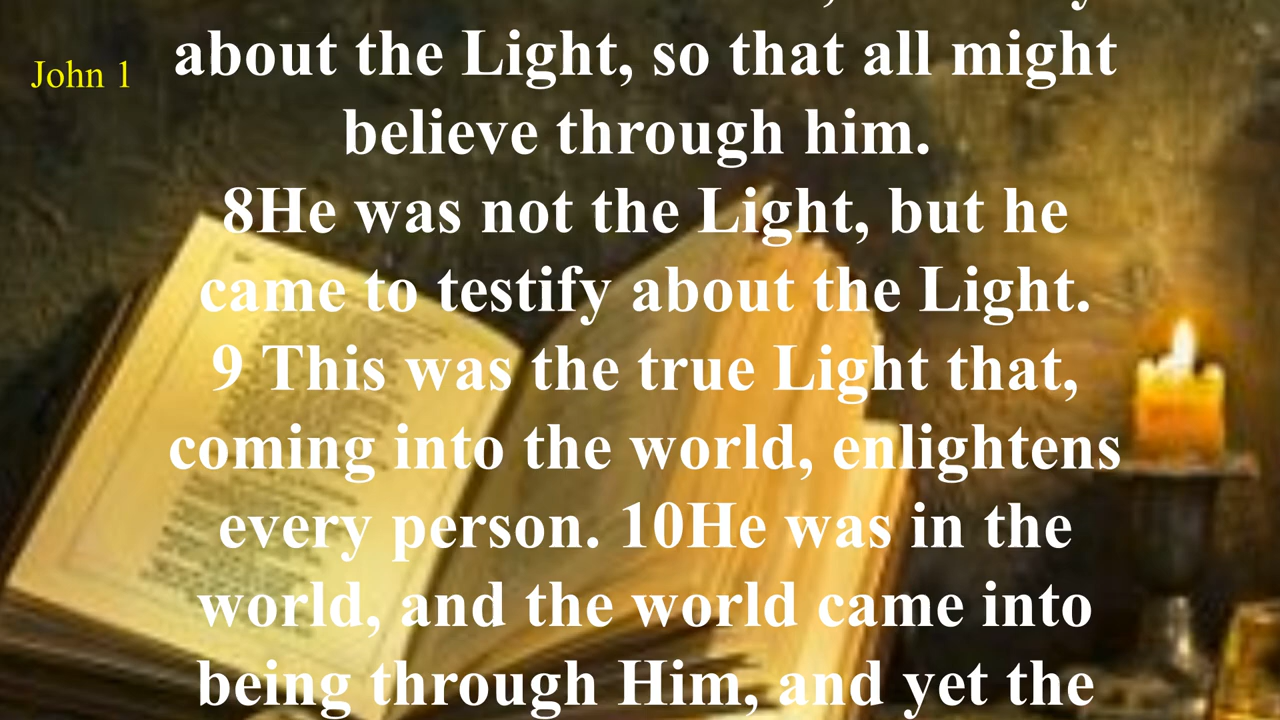 John 1
about the Light, so that all might
believe through him.
8He was not the Light, but he
came to testify about the Light.
9 This was the true Light that,
coming into the world, enlightens
every person. 10He was in the
world, and the world came into
being through Him, and yet the